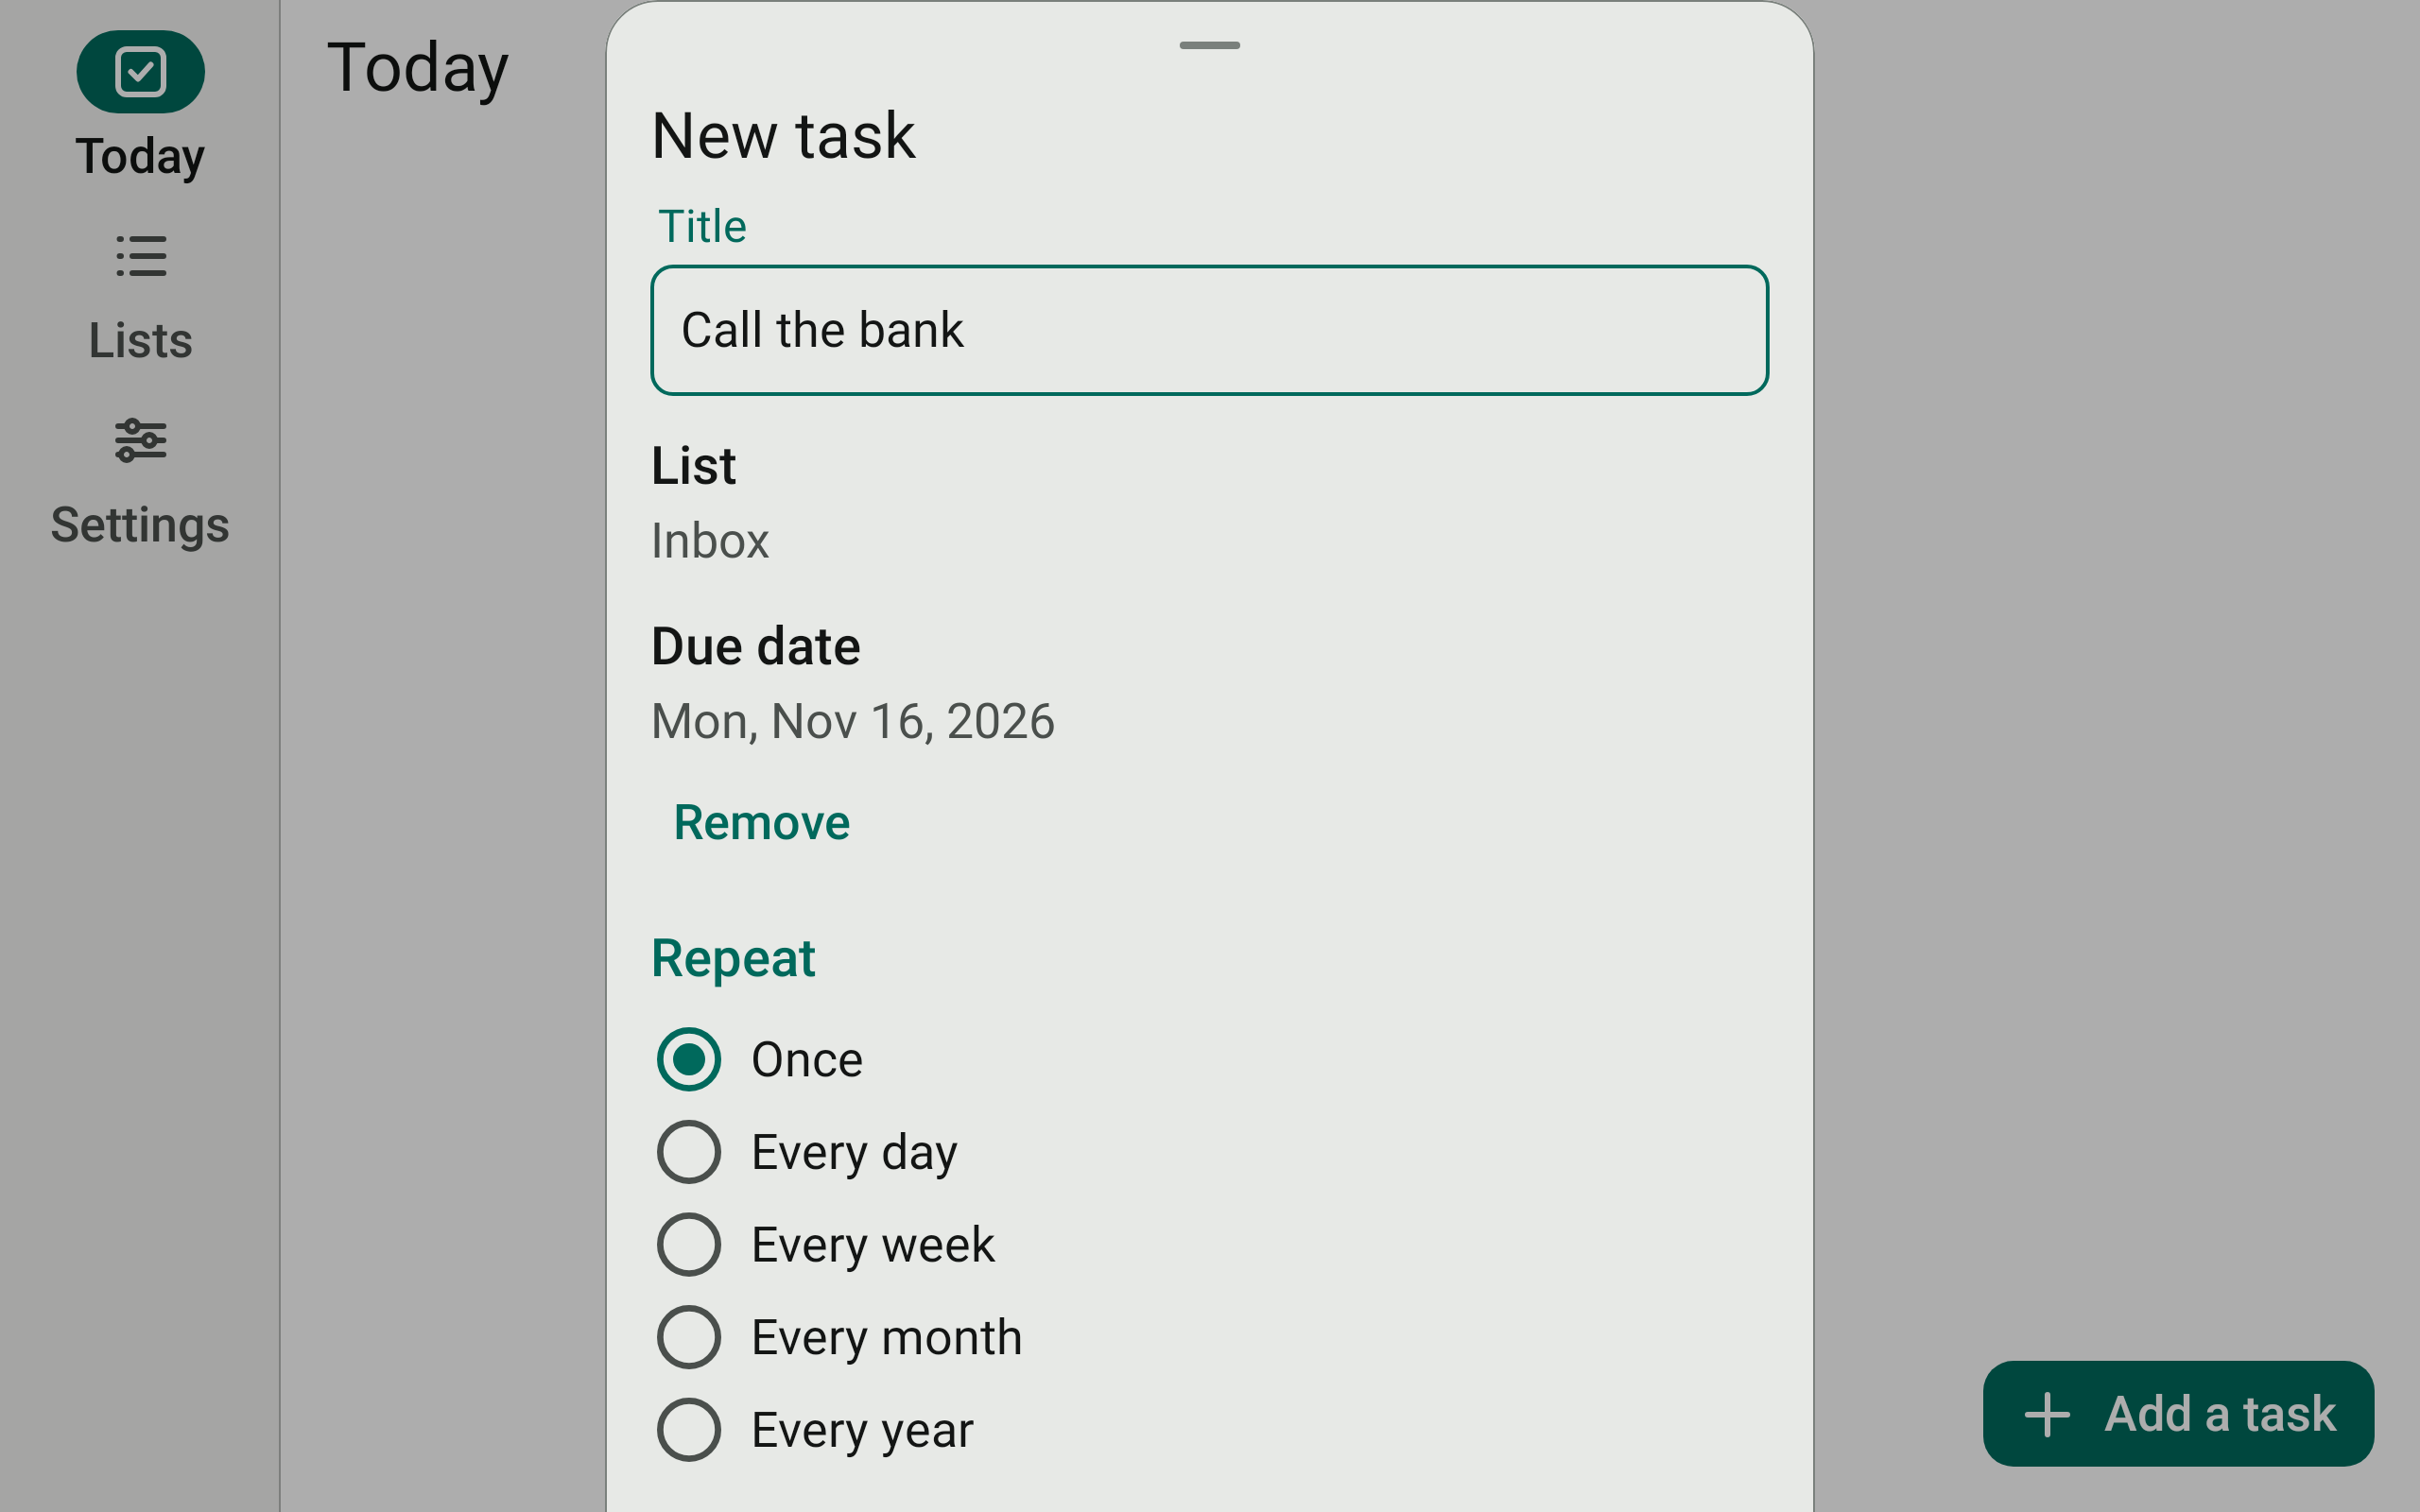 Today
Lists
Settings
Today
New task
Title
Call the bank
List
Inbox
Due date
Mon, Nov 16, 2026
Remove
Repeat
Once
Every day
Every week
Every month
Every year
Add a task